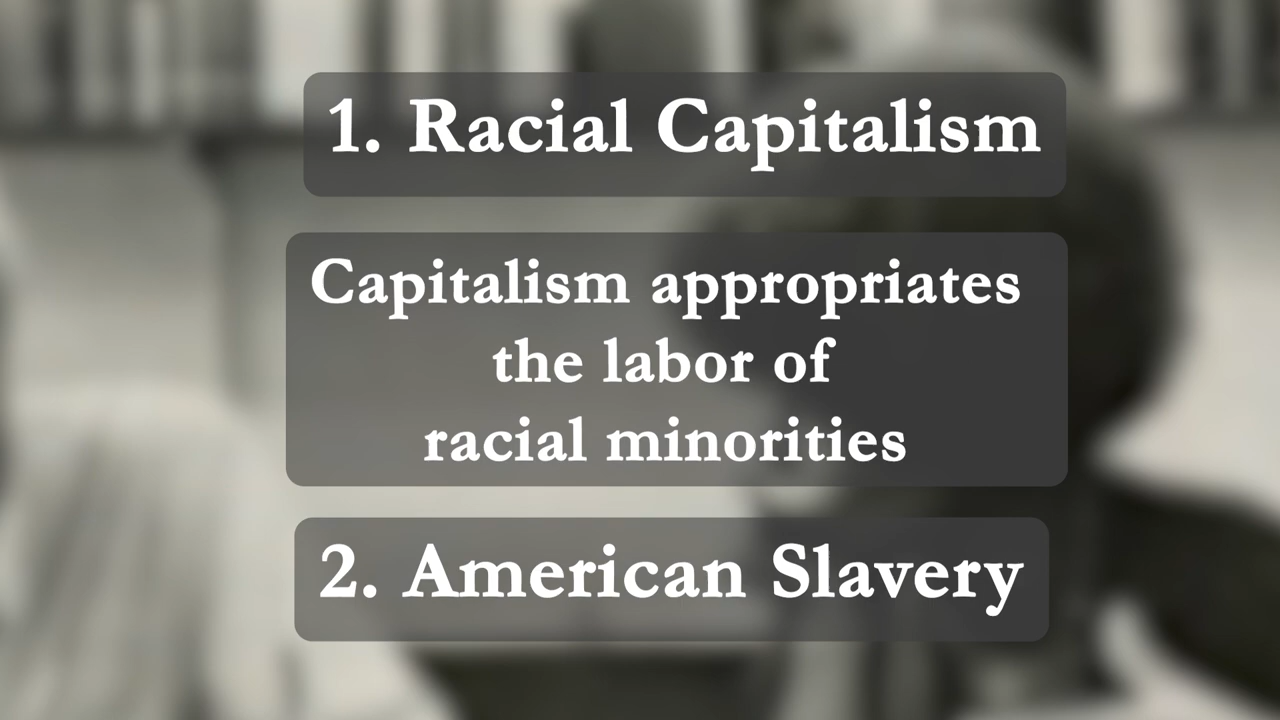 1. Racial Capitalism
Capitalism appropriates
the labor of
racial minorities
2. American Slavery